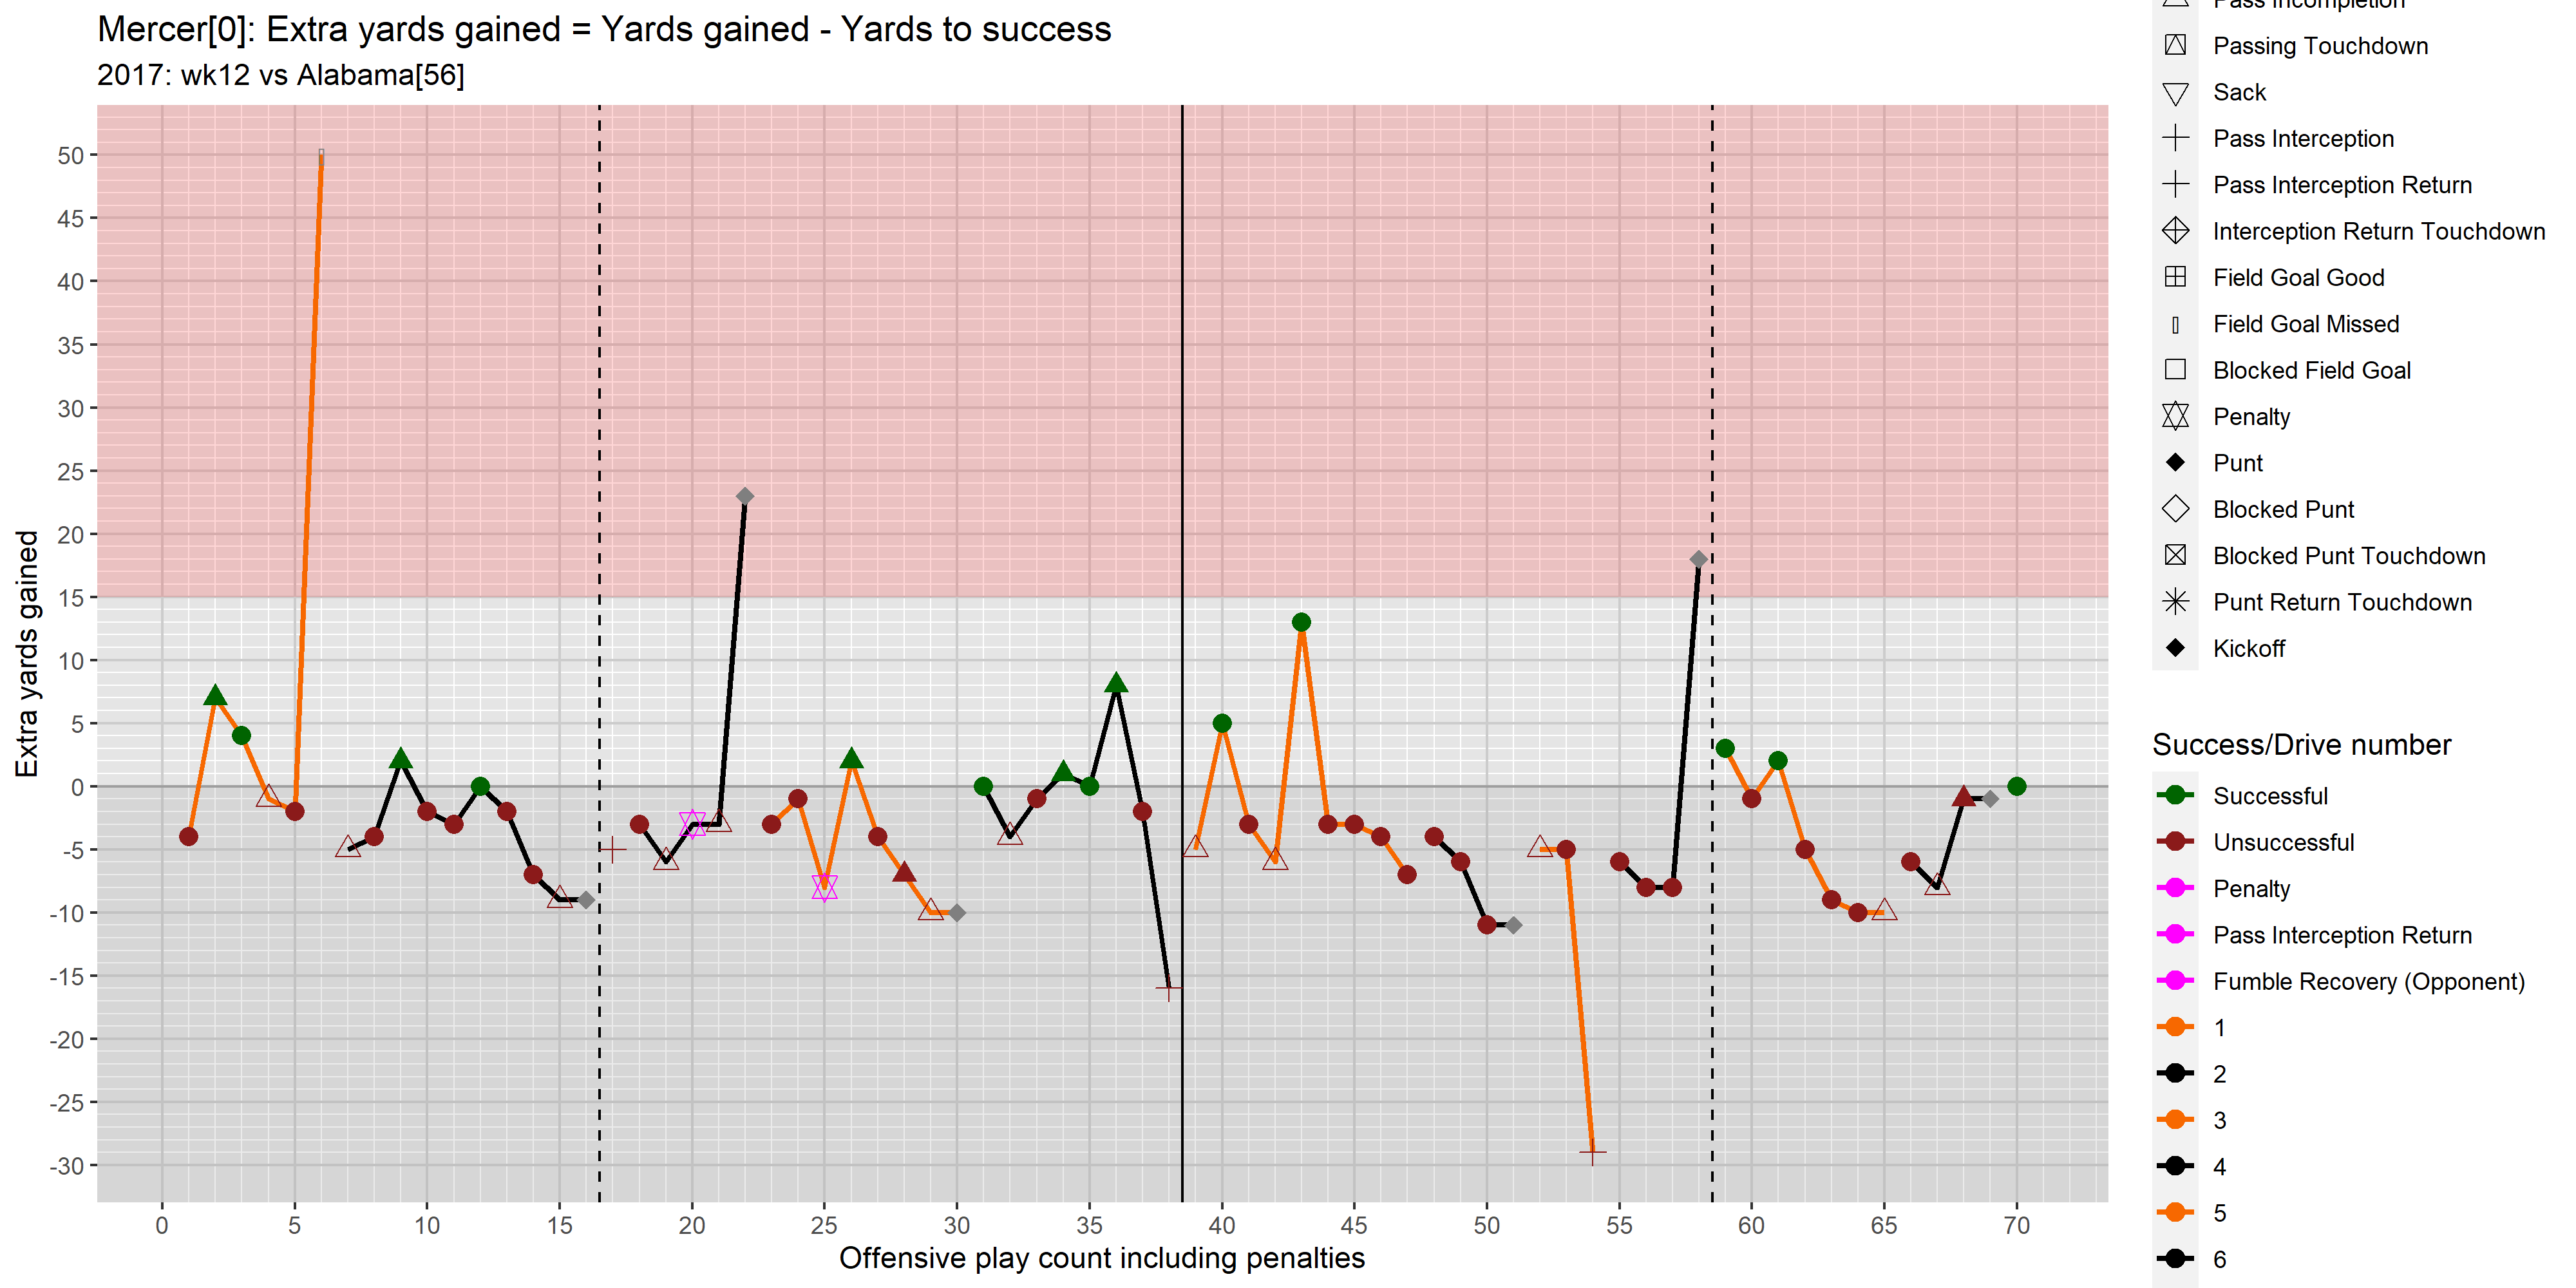 Mercer[0]: Extra yards gained = Yards gained - Yards to success
2017: wk12 vs Alabama[56]
Extra yards gained
50
45
40
35
30
25
20
15
10
5
0
-5
-10
-15
-20
-25
-30
0 5 10 15 20 25 30 35 40 45 50 55 60 65 70
Offensive play count including penalties
Pass Incompletion
Passing Touchdown
Sack
Pass Interception
Pass Interception Return
Interception Return Touchdown
Field Goal Good
Field Goal Missed
Blocked Field Goal
Penalty
Punt
Blocked Punt
Blocked Punt Touchdown
Punt Return Touchdown
Kickoff
Success/Drive number
Successful
Unsuccessful
Penalty
Pass Interception Return
Fumble Recovery (Opponent)
1
2
3
4
5
6